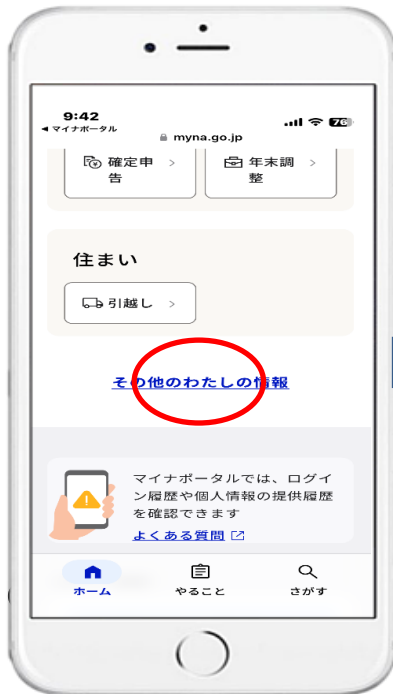 9:42
76
◀ マイナポータル
myna.go.jp
確定申
告
年末調
整
住まい
引越し
その他のわたしの情報
マイナポータルでは、ログイ
ン履歴や個人情報の提供履歴
を確認できます
よくある質問
ホーム
やること
さがす